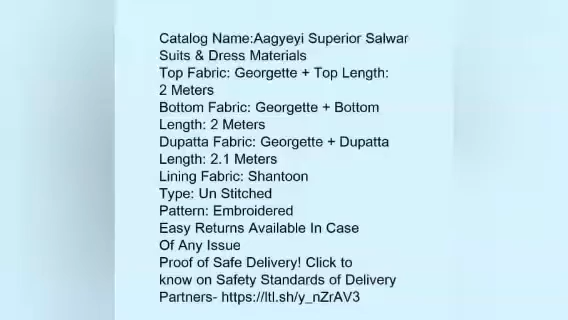 Catalog Name:Aagyeyi Superior Salwar
Suits & Dress Materials
Top Fabric: Georgette + Top Length:
2 Meters
Bottom Fabric: Georgette + Bottom
Length: 2 Meters
Dupatta Fabric: Georgette + Dupatta
Length: 2.1 Meters
Lining Fabric: Shantoon
Type: Un Stitched
Pattern: Embroidered
Easy Returns Available In Case
Of Any Issue
Proof of Safe Delivery! Click to
know on Safety Standards of Delivery
Partners- https://ltl.sh/y_nZrAV3